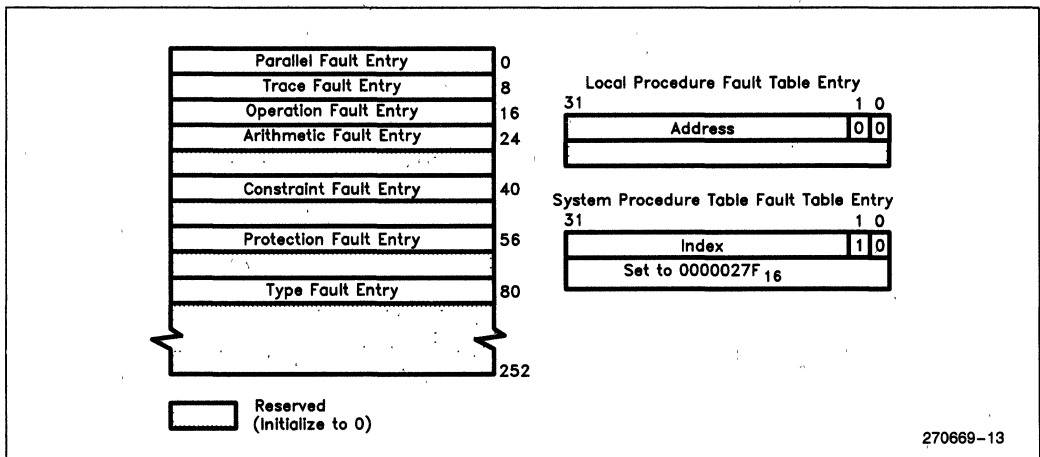 Parallel Fault Entry 0
Trace Fault Entry 8
Operation Fault Entry 16
Arithmetic Fault Entry 24
Constraint Fault Entry 40
Protection Fault Entry 56
Type Fault Entry 80
252
Reserved
(Initialize to 0)
Local Procedure Fault Table Entry
31 1 0
Address 0 0
System Procedure Table Fault Table Entry
31 1 0
Index 1 0
Set to 0000027F16
270669–13